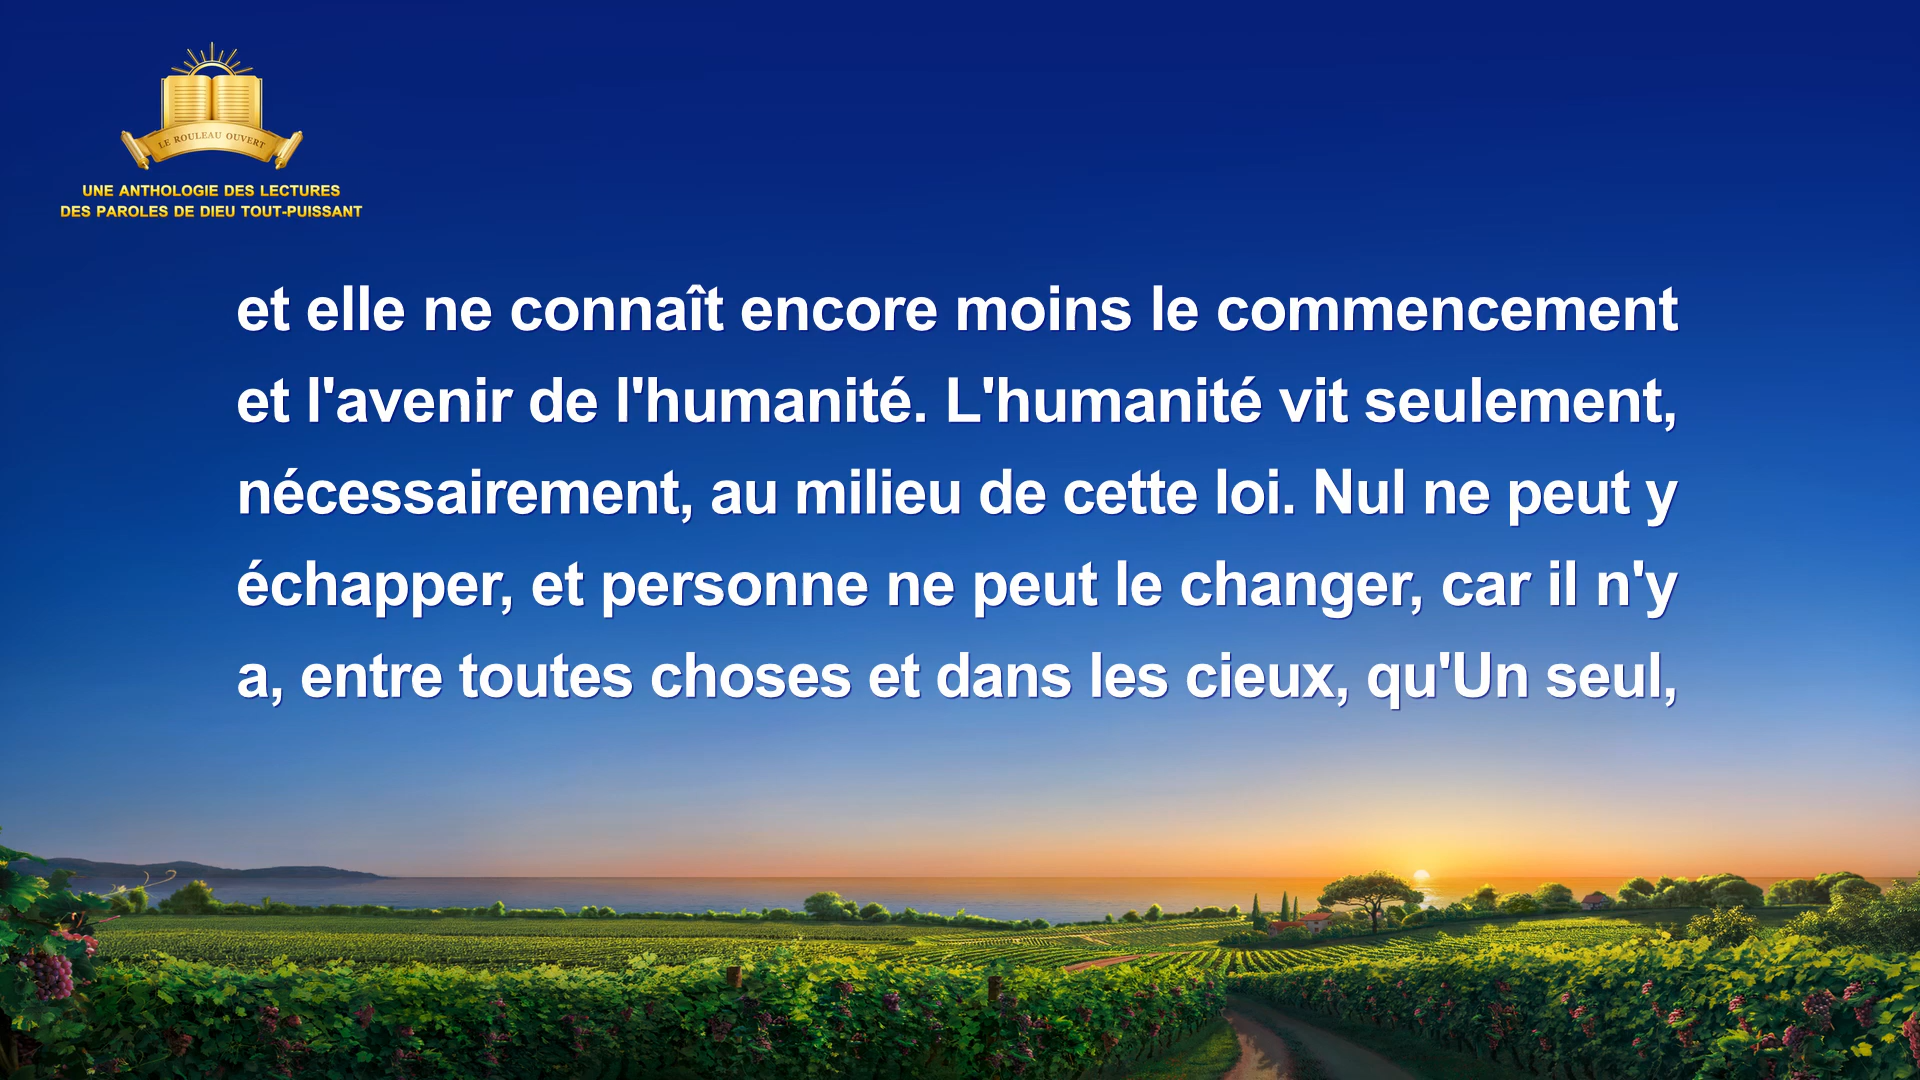 LE ROULEAU OUVERT
UNE ANTHOLOGIE DES LECTURES
DES PAROLES DE DIEU TOUT-PUISSANT
et elle ne connaît encore moins le commencement
et l'avenir de l'humanité. L'humanité vit seulement,
nécessairement, au milieu de cette loi. Nul ne peut y
échapper, et personne ne peut le changer, car il n'y
a, entre toutes choses et dans les cieux, qu'Un seul,